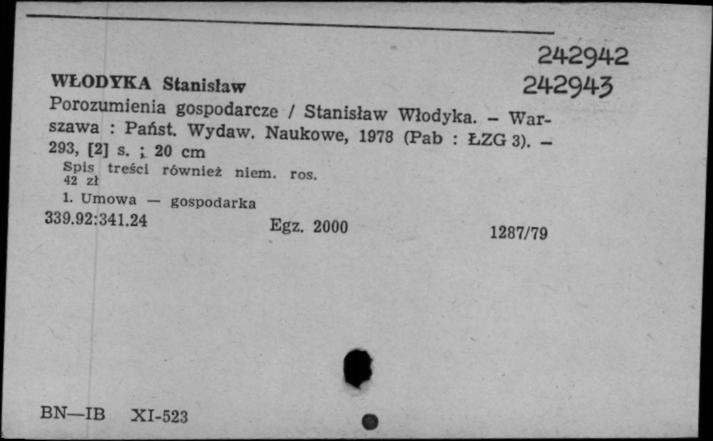 242942
WŁODYKA Stanisław
242943
Porozumienia gospodarcze / Stanisław Włodyka. — War-
szawa : Państ. Wydaw. Naukowe, 1978 (Pab : ŁZG 3). —
293, [2] s. ; 20 cm
Spis treści również niem. ros.
42 zł
1. Umowa — gospodarka
339.92:341.24
Egz. 2000
1287/79
BN—IB XI-523